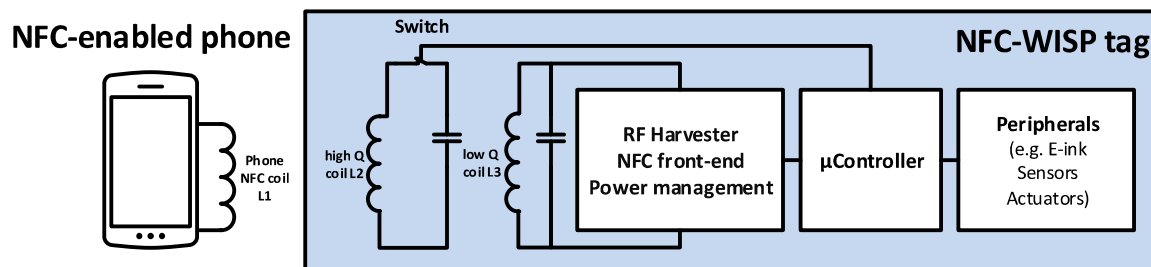 NFC-enabled phone
Phone
NFC coil
L1
NFC-WISP tag
Switch
high Q
coil L2
low Q
coil L3
RF Harvester
NFC front-end
Power management
µController
Peripherals
(e.g. E-ink
Sensors
Actuators)